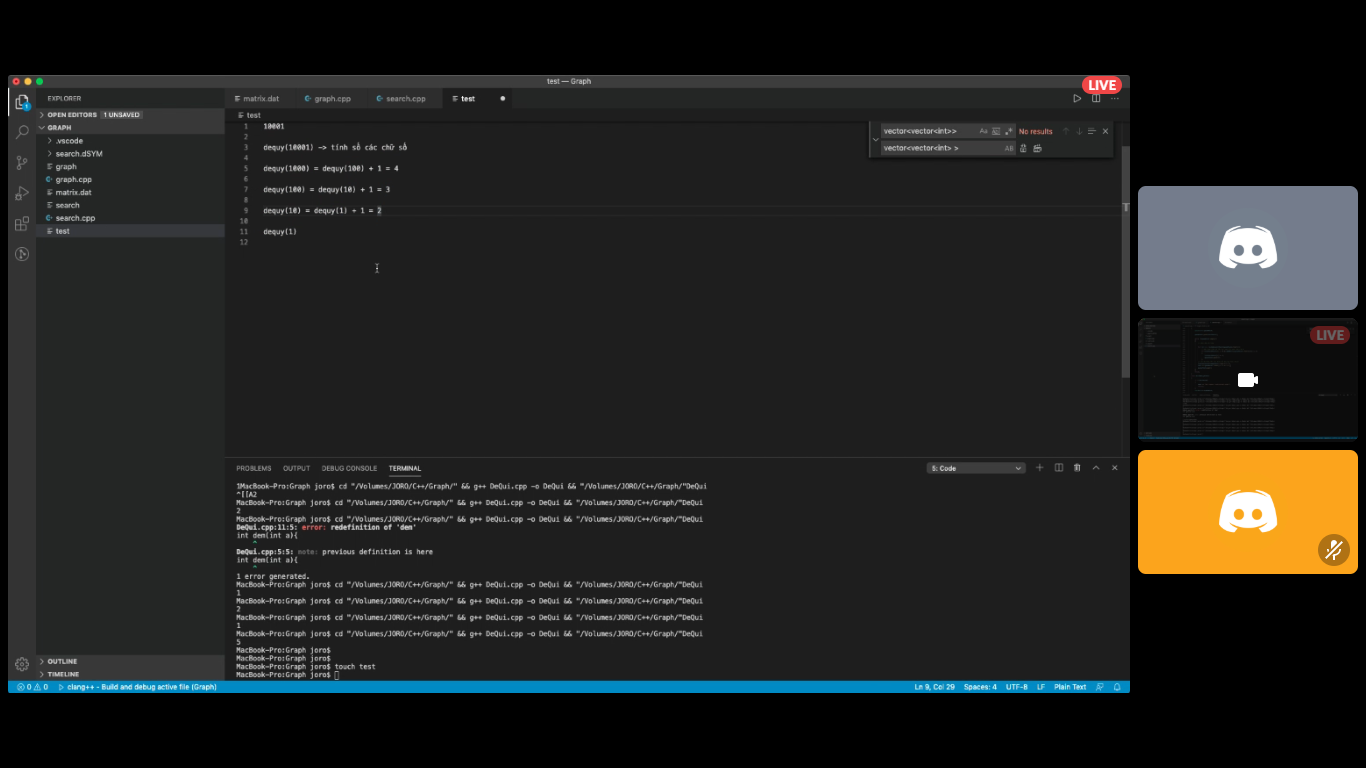 test — Graph
LIVE
EXPLORER
OPEN EDITORS 1 UNSAVED
GRAPH
.vscode
search.dSYM
graph
graph.cpp
matrix.dat
search
search.cpp
test
OUTLINE
TIMELINE
matrix.dat graph.cpp search.cpp test
test
vector<vector<int>> Aa No results
vector<vector<int> > AB
1 10001
2
3 dequy(10001) -> tính số các chữ số
4
5 dequy(1000) = dequy(100) + 1 = 4
6
7 dequy(100) = dequy(10) + 1 = 3
8
9 dequy(10) = dequy(1) + 1 = 2
10
11 dequy(1)
12
PROBLEMS OUTPUT DEBUG CONSOLE TERMINAL 5: Code
1MacBook-Pro:Graph joro$ cd "/Volumes/JORO/C++/Graph/" && g++ DeQui.cpp -o DeQui && "/Volumes/JORO/C++/Graph/"DeQui
^[[A2
MacBook-Pro:Graph joro$ cd "/Volumes/JORO/C++/Graph/" && g++ DeQui.cpp -o DeQui && "/Volumes/JORO/C++/Graph/"DeQui
2
MacBook-Pro:Graph joro$ cd "/Volumes/JORO/C++/Graph/" && g++ DeQui.cpp -o DeQui && "/Volumes/JORO/C++/Graph/"DeQui
DeQui.cpp:11:5: error: redefinition of 'dem'
int dem(int a){
^
DeQui.cpp:5:5: note: previous definition is here
int dem(int a){
^
1 error generated.
MacBook-Pro:Graph joro$ cd "/Volumes/JORO/C++/Graph/" && g++ DeQui.cpp -o DeQui && "/Volumes/JORO/C++/Graph/"DeQui
1
MacBook-Pro:Graph joro$ cd "/Volumes/JORO/C++/Graph/" && g++ DeQui.cpp -o DeQui && "/Volumes/JORO/C++/Graph/"DeQui
2
MacBook-Pro:Graph joro$ cd "/Volumes/JORO/C++/Graph/" && g++ DeQui.cpp -o DeQui && "/Volumes/JORO/C++/Graph/"DeQui
1
MacBook-Pro:Graph joro$ cd "/Volumes/JORO/C++/Graph/" && g++ DeQui.cpp -o DeQui && "/Volumes/JORO/C++/Graph/"DeQui
5
MacBook-Pro:Graph joro$
MacBook-Pro:Graph joro$
MacBook-Pro:Graph joro$ touch test
MacBook-Pro:Graph joro$
0 0 clang++ - Build and debug active file (Graph) Ln 9, Col 29 Spaces: 4 UTF-8 LF Plain Text
LIVE